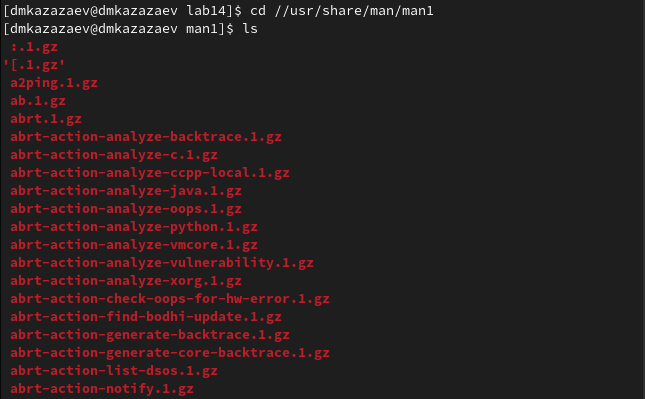 [dmkazazaev@dmkazazaev lab14]$ cd //usr/share/man/man1
[dmkazazaev@dmkazazaev man1]$ ls
:.1.gz
'[.1.gz'
a2ping.1.gz
ab.1.gz
abrt.1.gz
abrt-action-analyze-backtrace.1.gz
abrt-action-analyze-c.1.gz
abrt-action-analyze-ccpp-local.1.gz
abrt-action-analyze-java.1.gz
abrt-action-analyze-oops.1.gz
abrt-action-analyze-python.1.gz
abrt-action-analyze-vmcore.1.gz
abrt-action-analyze-vulnerability.1.gz
abrt-action-analyze-xorg.1.gz
abrt-action-check-oops-for-hw-error.1.gz
abrt-action-find-bodhi-update.1.gz
abrt-action-generate-backtrace.1.gz
abrt-action-generate-core-backtrace.1.gz
abrt-action-list-dsos.1.gz
abrt-action-notify.1.gz